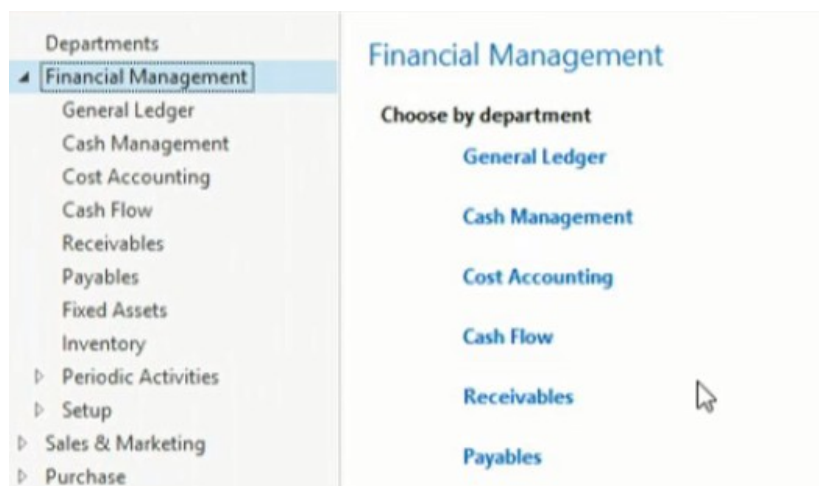 Departments
Financial Management
General Ledger
Cash Management
Cost Accounting
Cash Flow
Receivables
Payables
Fixed Assets
Inventory
Periodic Activities
Setup
Sales & Marketing
Purchase
Financial Management
Choose by department
General Ledger
Cash Management
Cost Accounting
Cash Flow
Receivables
Payables